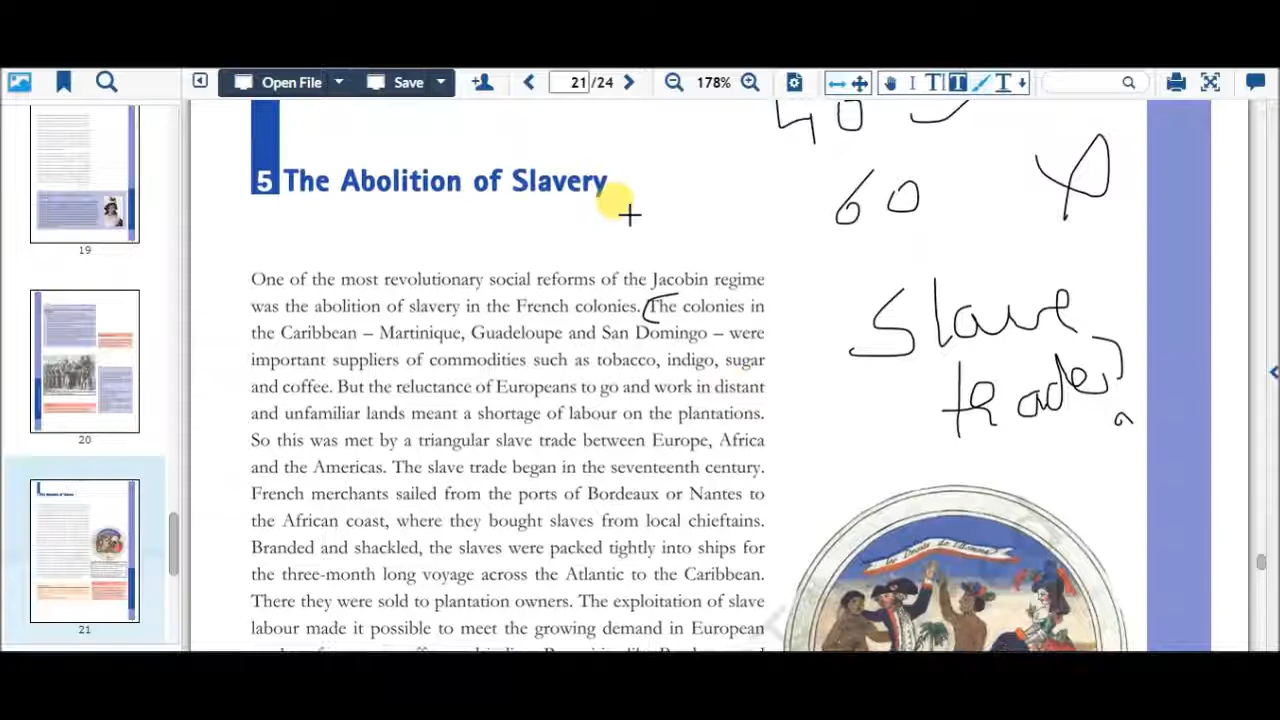 Open File
Save
21 /24
178%
40
5 The Abolition of Slavery
60
One of the most revolutionary social reforms of the Jacobin regime
was the abolition of slavery in the French colonies. The colonies in
the Caribbean – Martinique, Guadeloupe and San Domingo – were
important suppliers of commodities such as tobacco, indigo, sugar
and coffee. But the reluctance of Europeans to go and work in distant
and unfamiliar lands meant a shortage of labour on the plantations.
So this was met by a triangular slave trade between Europe, Africa
and the Americas. The slave trade began in the seventeenth century.
French merchants sailed from the ports of Bordeaux or Nantes to
the African coast, where they bought slaves from local chieftains.
Branded and shackled, the slaves were packed tightly into ships for
the three-month long voyage across the Atlantic to the Caribbean.
There they were sold to plantation owners. The exploitation of slave
labour made it possible to meet the growing demand in European
Slave
trade
19
20
21